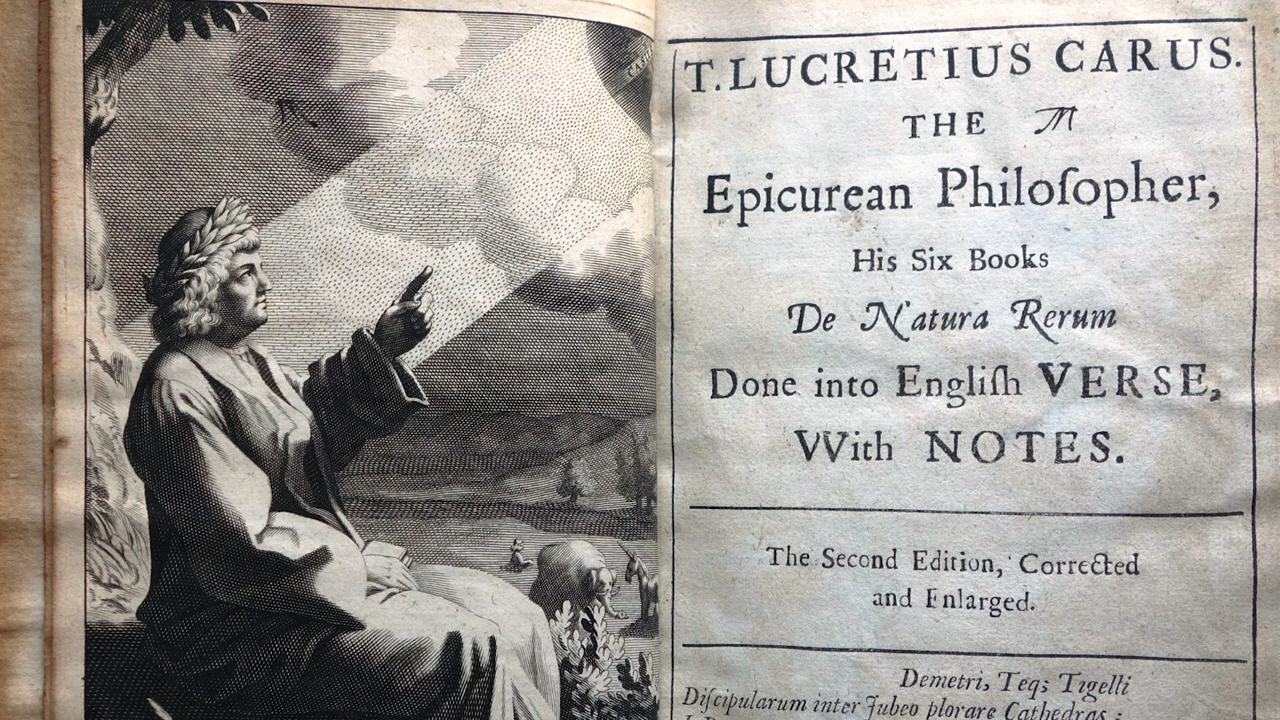 T. LUCRETIUS CARUS.
THE
Epicurean Philoſopher,
His Six Books
De Natura Rerum
Done into Engliſh VERSE,
With NOTES.
The Second Edition, Corrected
and Enlarged.
Demetri, Teq; Tigelli
Diſcipularum inter Jubeo plorare Cathedras ;